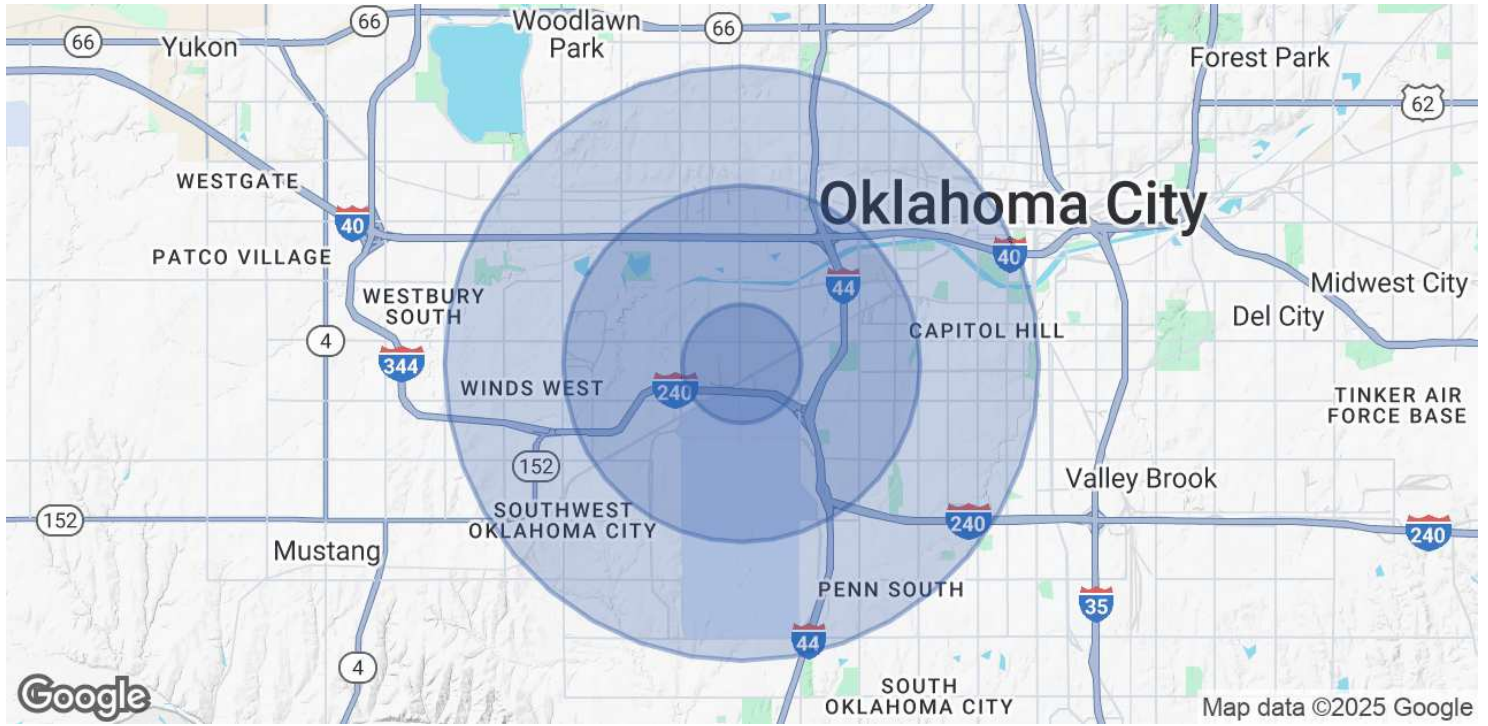 66
Woodlawn
Park
66
66
Yukon
Forest Park
62
WESTGATE
Oklahoma City
40
PATCO VILLAGE
40
44
Midwest City
WESTBURY
SOUTH
Del City
CAPITOL HILL
4
344
WINDS WEST
240
TINKER AIR
FORCE BASE
152
Valley Brook
SOUTHWEST
OKLAHOMA CITY
152
240
240
Mustang
PENN SOUTH
35
44
4
SOUTH
OKLAHOMA CITY
Google
Map data ©2025 Google